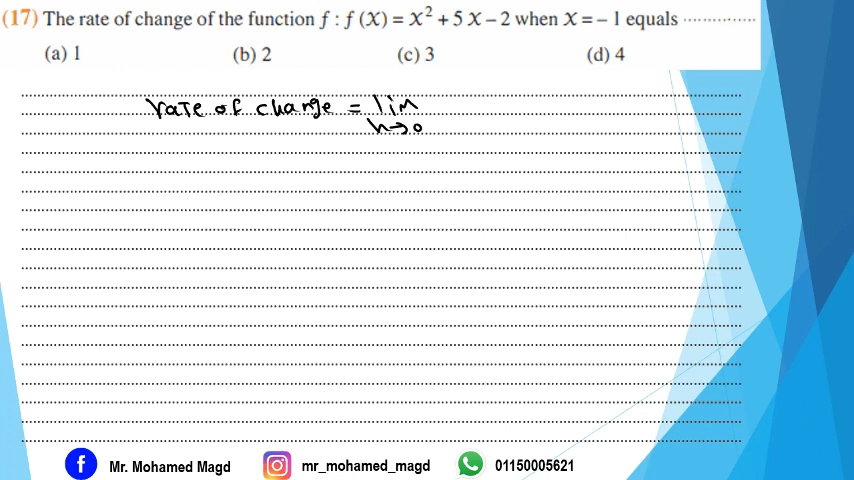 (17) The rate of change of the function f : f (X) = X² + 5 X – 2 when X = – 1 equals ................
(a) 1 (b) 2 (c) 3 (d) 4
rate of change = lim
h→0
Mr. Mohamed Magd mr_mohamed_magd 01150005621